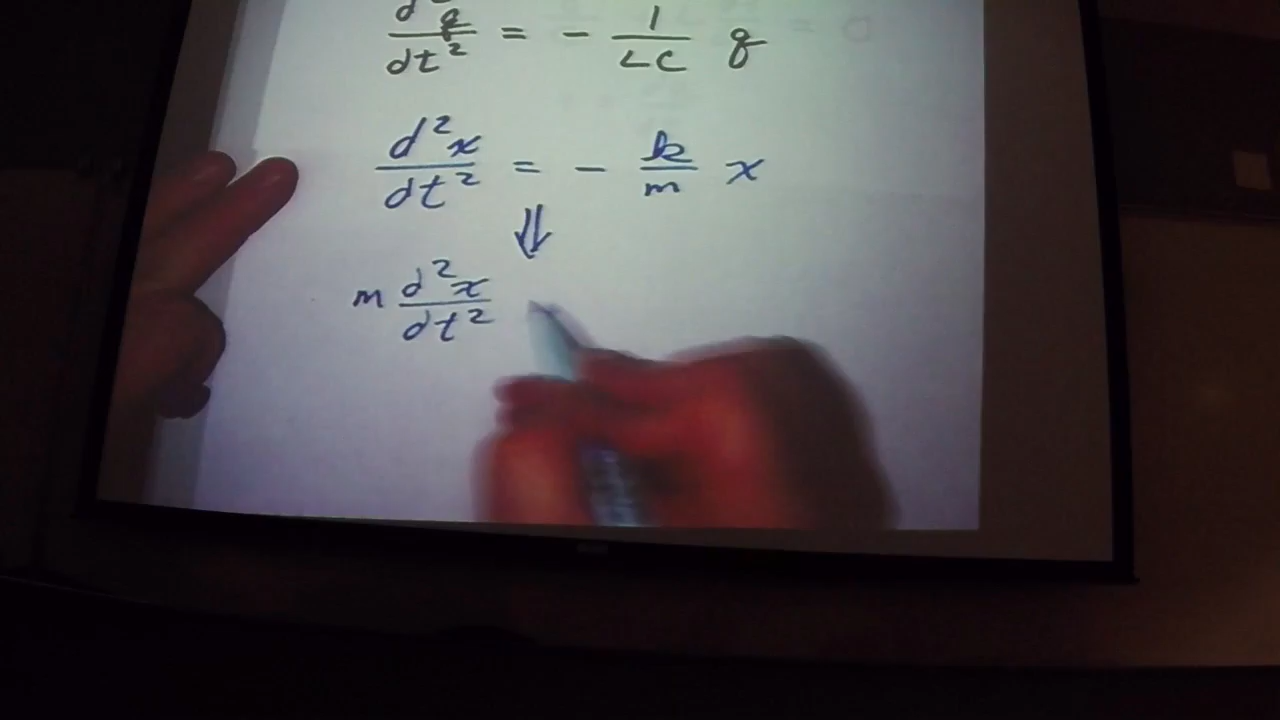 d²q/dt² = - 1/LC q
d²x/dt² = - k/m x
⇓
m d²x/dt²